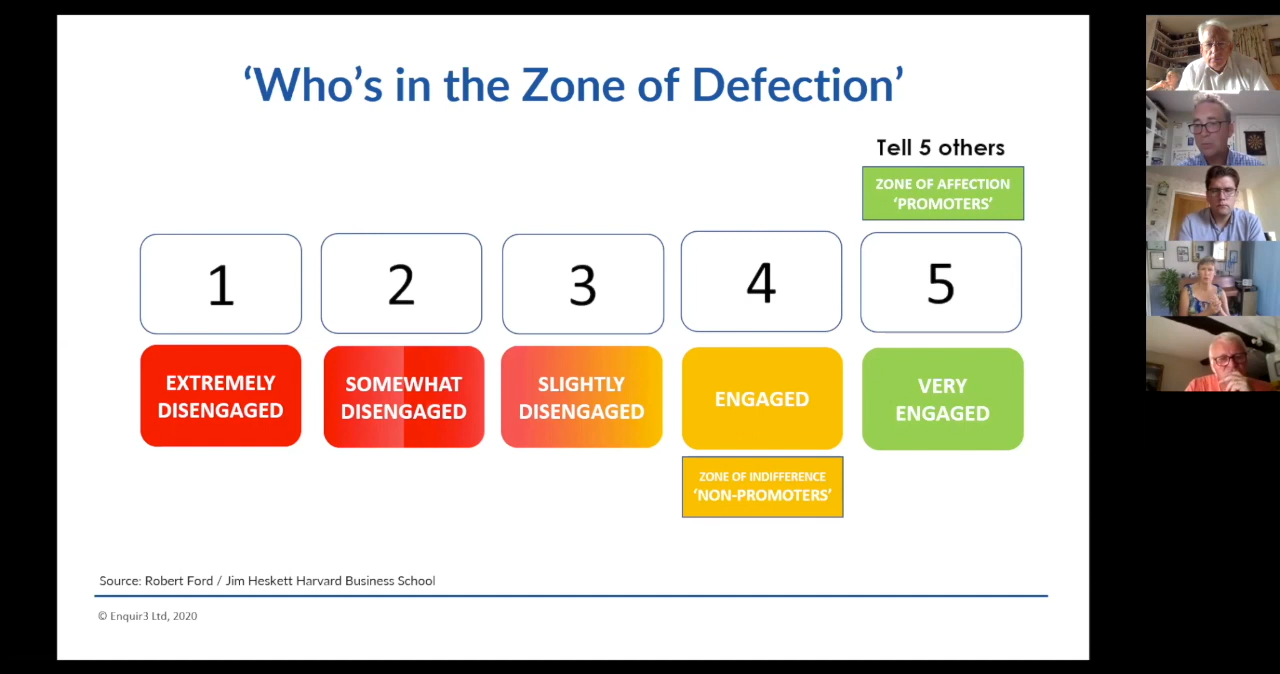 ‘Who’s in the Zone of Defection’
Tell 5 others
ZONE OF AFFECTION
‘PROMOTERS’
1
2
3
4
5
EXTREMELY
DISENGAGED
SOMEWHAT
DISENGAGED
SLIGHTLY
DISENGAGED
ENGAGED
VERY
ENGAGED
ZONE OF INDIFFERENCE
‘NON-PROMOTERS’
Source: Robert Ford / Jim Heskett Harvard Business School
© Enquir3 Ltd, 2020